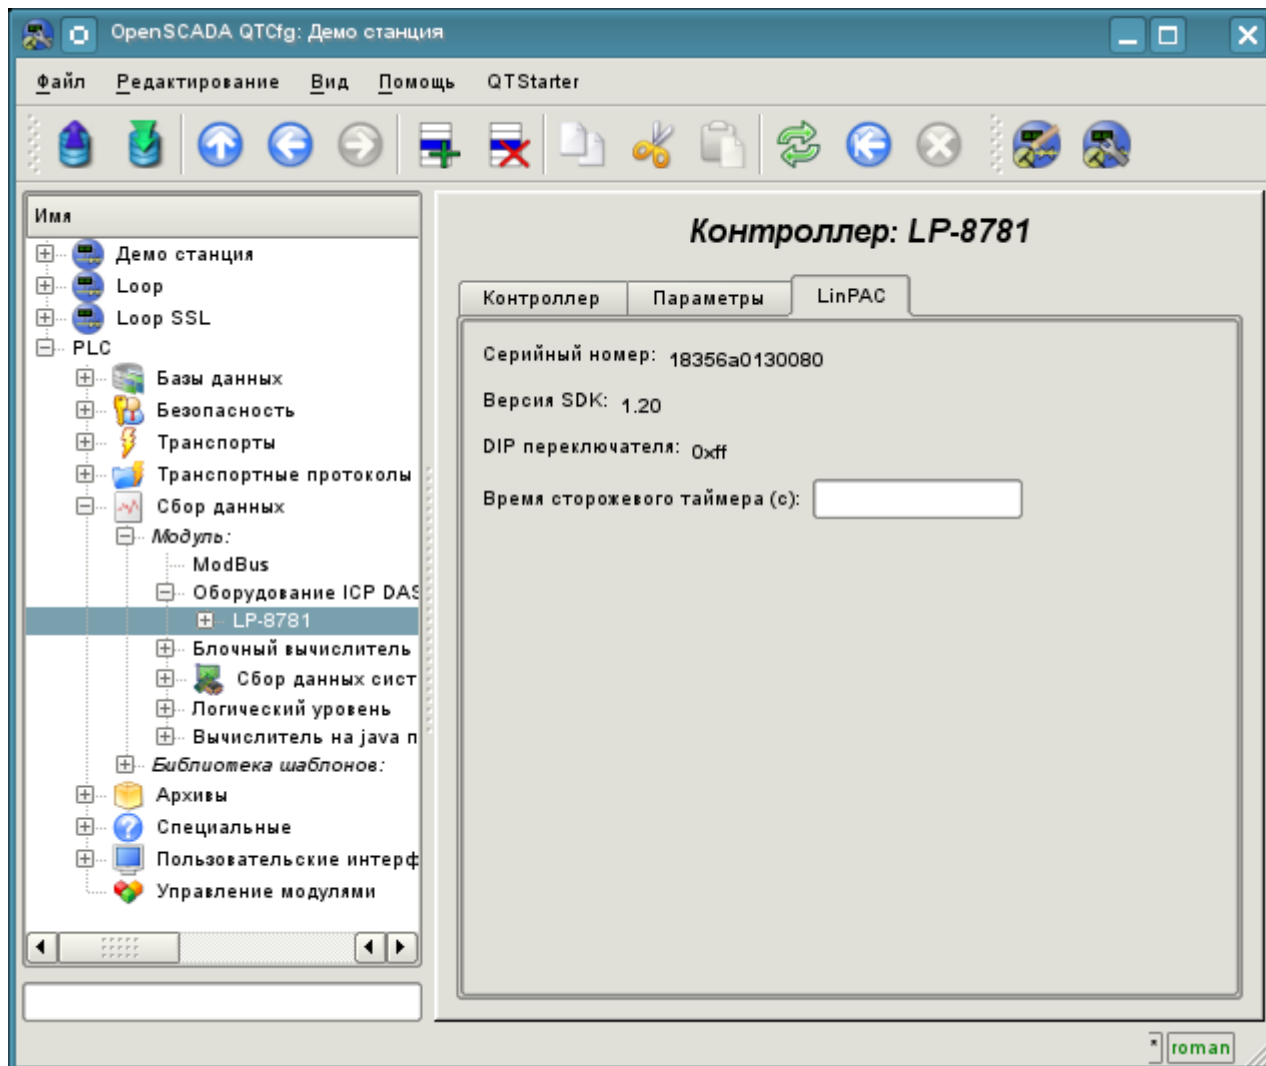 OpenSCADA QTCfg: Демо станция
Файл Редактирование Вид Помощь QTStarter
Имя
Демо станция
Loop
Loop SSL
PLC
Базы данных
Безопасность
Транспорты
Транспортные протоколы
Сбор данных
Модуль:
ModBus
Оборудование ICP DAS
LP-8781
Блочный вычислитель
Сбор данных сист
Логический уровень
Вычислитель на java п
Библиотека шаблонов:
Архивы
Специальные
Пользовательские интерф
Управление модулями
Контроллер: LP-8781
Контроллер Параметры LinPAC
Серийный номер: 18356a0130080
Версия SDK: 1.20
DIP переключателя: 0xff
Время сторожевого таймера (с):
* roman